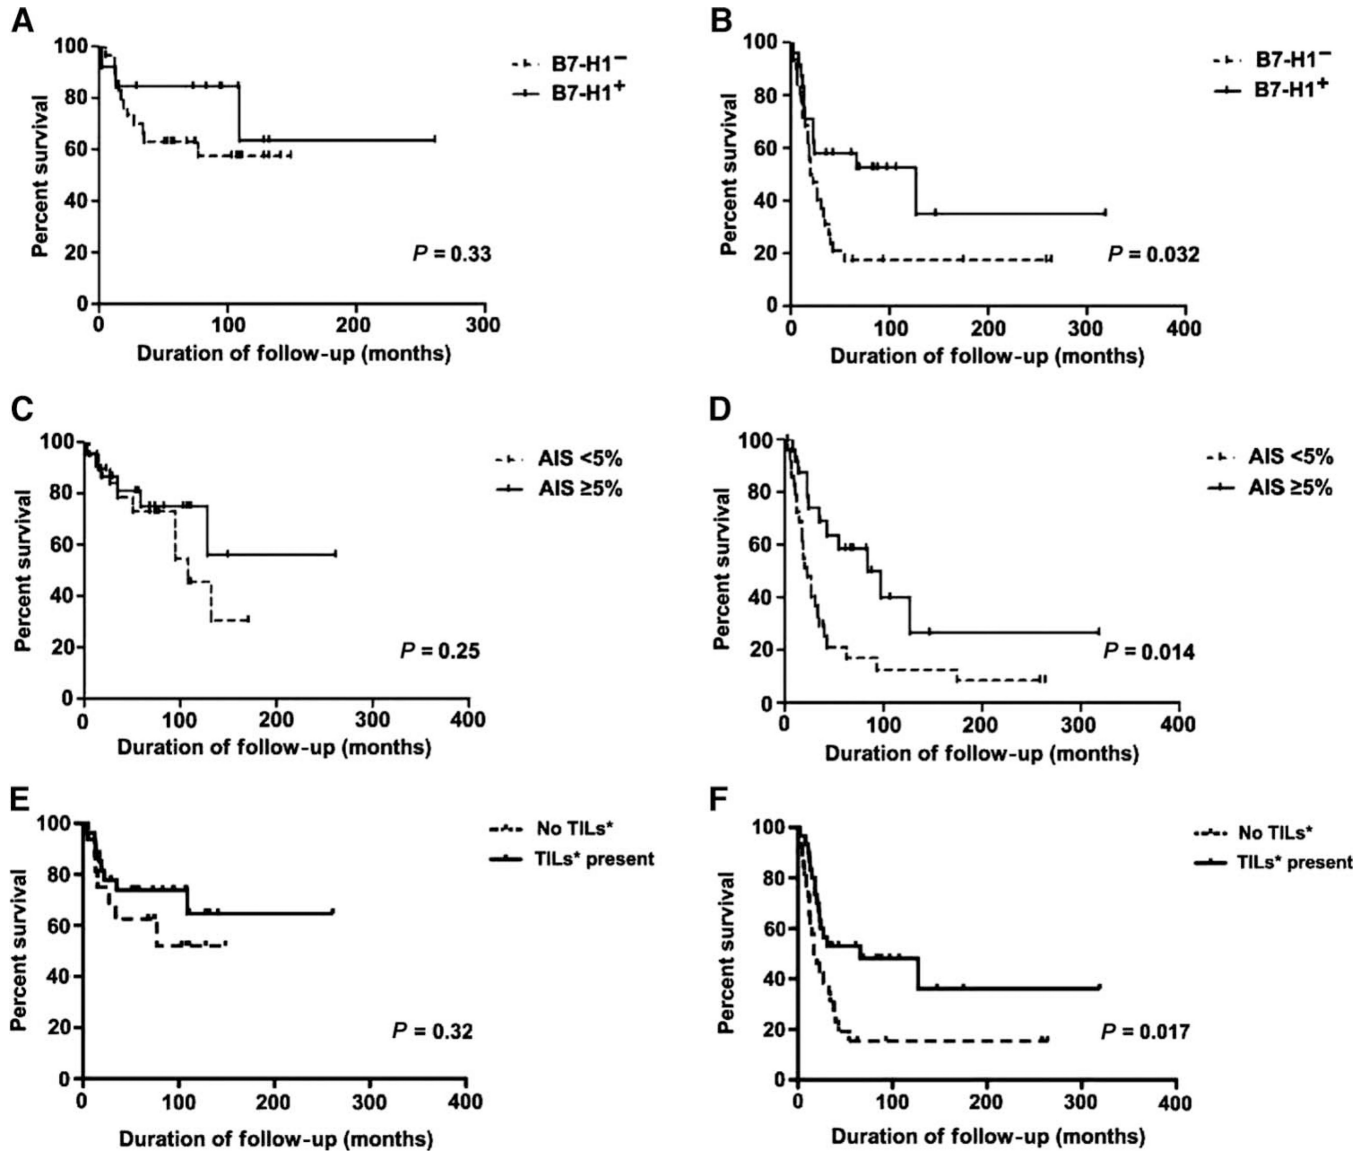 A
100
80
60
40
20
0
Percent survival
B7-H1−
B7-H1+
P = 0.33
0 100 200 300
Duration of follow-up (months)
B
100
80
60
40
20
0
Percent survival
B7-H1−
B7-H1+
P = 0.032
0 100 200 300 400
Duration of follow-up (months)
C
100
80
60
40
20
0
Percent survival
AIS <5%
AIS ≥5%
P = 0.25
0 100 200 300 400
Duration of follow-up (months)
D
100
80
60
40
20
0
Percent survival
AIS <5%
AIS ≥5%
P = 0.014
0 100 200 300 400
Duration of follow-up (months)
E
100
80
60
40
20
0
Percent survival
No TILs*
TILs* present
P = 0.32
0 100 200 300 400
Duration of follow-up (months)
F
100
80
60
40
20
0
Percent survival
No TILs*
TILs* present
P = 0.017
0 100 200 300 400
Duration of follow-up (months)